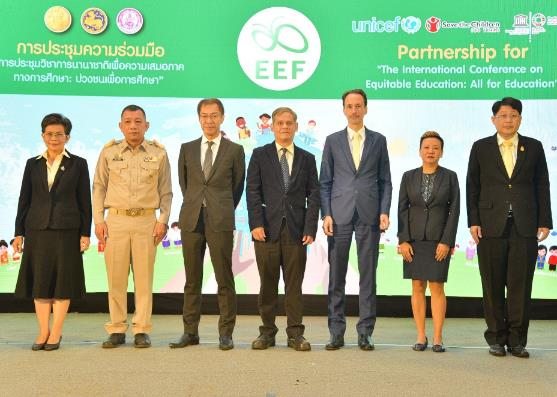 unicef
Save the Children
การประชุมความร่วมมือ
การประชุมวิชาการนานาชาติเพื่อความเสมอภาค
ทางการศึกษา: ปวงชนเพื่อการศึกษา"
EEF
Partnership for
"The International Conference on
Equitable Education: All for Education"